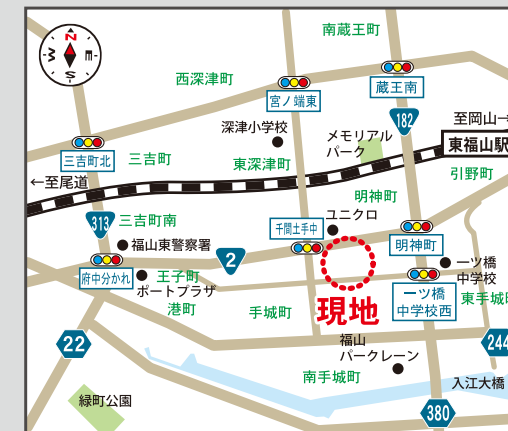 南蔵王町
N
E
W
S
西深津町
蔵王南
宮ノ端東
182
至岡山→
深津小学校
メモリアル
パーク
東福山駅
三吉町北
三吉町
東深津町
引野町
←至尾道
明神町
ユニクロ
313
三吉町南
千間土手中
明神町
福山東警察署
2
一ツ橋
中学校
府中分かれ
王子町
ポートプラザ
一ツ橋
中学校西
東手城町
港町
手城町
現地
22
福山
パークレーン
244
南手城町
入江大橋
緑町公園
380